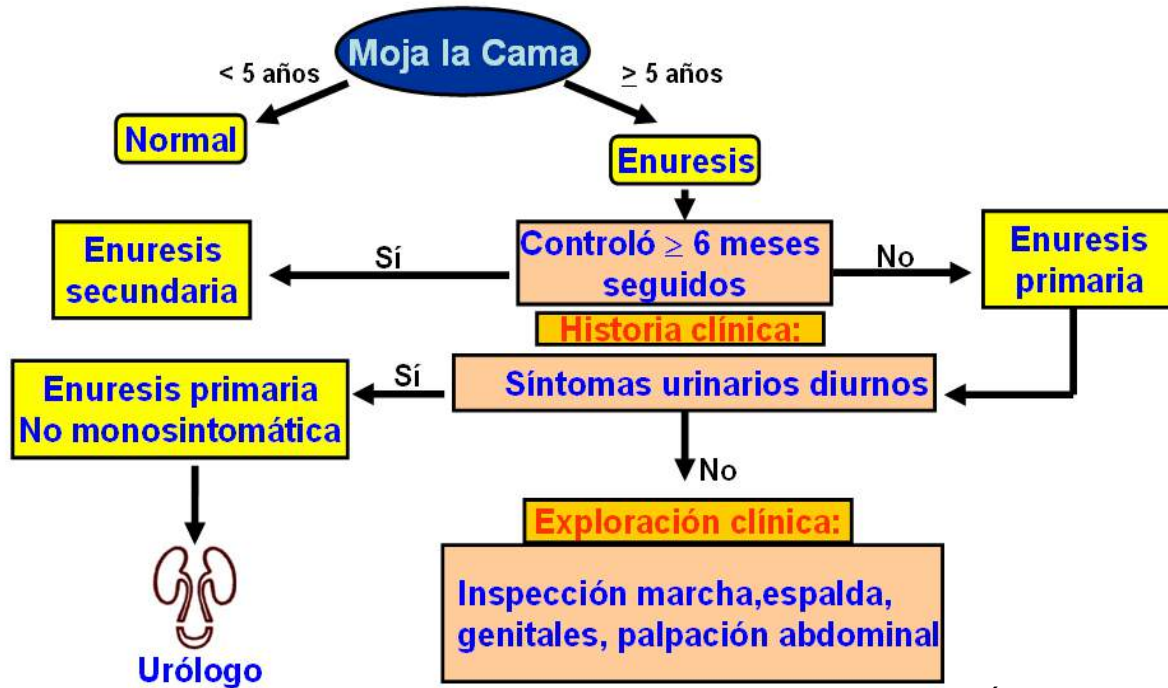 Moja la Cama
< 5 años
≥ 5 años
Normal
Enuresis
Enuresis
secundaria
Sí
Controló ≥ 6 meses
seguidos
No
Enuresis
primaria
Historia clínica:
Enuresis primaria
No monosintomática
Sí
Síntomas urinarios diurnos
No
Exploración clínica:
Inspección marcha,espalda,
genitales, palpación abdominal
Urólogo